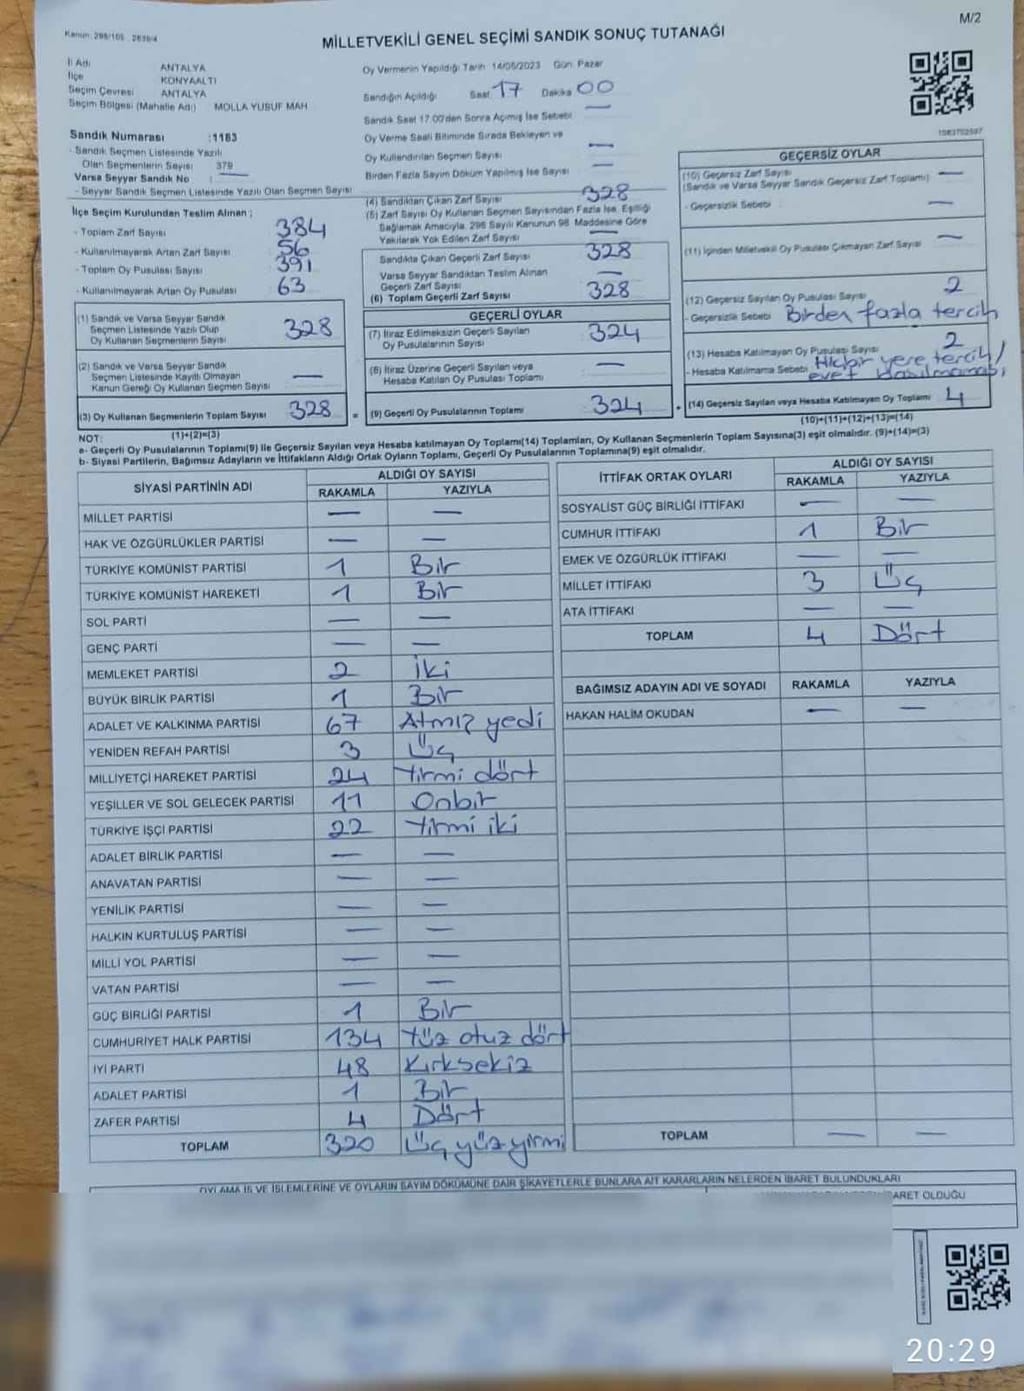 M/2
Kanun: 298/105 2839/4
MİLLETVEKİLİ GENEL SEÇİMİ SANDIK SONUÇ TUTANAĞI
İl Adı ANTALYA
İlçe KONYAALTI
Seçim Çevresi ANTALYA
Seçim Bölgesi (Mahalle Adı) MOLLA YUSUF MAH
Sandık Numarası :1183
- Sandık Seçmen Listesinde Yazılı
Olan Seçmenlerin Sayısı 379
Varsa Seyyar Sandık No —
- Seyyar Sandık Seçmen Listesinde Yazılı Olan Seçmen Sayısı
Oy Vermenin Yapıldığı Tarih 14/05/2023 Gün Pazar
Sandığın Açıldığı Saat 17 Dakika 00
Sandık Saat 17.00'den Sonra Açımış İse Sebebi —
Oy Verme Saati Bitiminde Sırada Bekleyen ve
Oy Kullandırılan Seçmen Sayısı —
Birden Fazla Sayım Döküm Yapılmış İse Sayısı —
İlçe Seçim Kurulundan Teslim Alınan ;
- Toplam Zarf Sayısı 384
- Kullanılmayarak Artan Zarf Sayısı 56
- Toplam Oy Pusulası Sayısı 391
- Kullanılmayarak Artan Oy Pusulası 63
(1) Sandık ve Varsa Seyyar Sandık
Seçmen Listesinde Yazılı Olup
Oy Kullanan Seçmenlerin Sayısı 328
(2) Sandık ve Varsa Seyyar Sandık
Seçmen Listesinde Kayıtlı Olmayan
Kanun Gereği Oy Kullanan Seçmen Sayısı —
(3) Oy Kullanan Seçmenlerin Toplam Sayısı 328
(1)+(2)=(3)
(4) Sandıktan Çıkan Zarf Sayısı 328
(5) Zarf Sayısı Oy Kullanan Seçmen Sayısından Fazla İse, Eşitliği
Sağlamak Amacıyla, 298 Sayılı Kanunun 98. Maddesine Göre
Yakılarak Yok Edilen Zarf Sayısı —
Sandıkta Çıkan Geçerli Zarf Sayısı 328
Varsa Seyyar Sandıktan Teslim Alınan
Geçerli Zarf Sayısı —
(6) Toplam Geçerli Zarf Sayısı 328
GEÇERLİ OYLAR
(7) İtiraz Edilmeksizin Geçerli Sayılan
Oy Pusulalarının Sayısı 324
(8) İtiraz Üzerine Geçerli Sayılan veya
Hesaba Katılan Oy Pusulası Toplamı —
= (9) Geçerli Oy Pusulalarının Toplamı 324
GEÇERSİZ OYLAR
(10) Geçersiz Zarf Sayısı —
(Sandık ve Varsa Seyyar Sandık Geçersiz Zarf Toplamı)
- Geçersizlik Sebebi —
(11) İçinden Milletvekili Oy Pusulası Çıkmayan Zarf Sayısı —
(12) Geçersiz Sayılan Oy Pusulası Sayısı 2
- Geçersizlik Sebebi Birden fazla tercih
(13) Hesaba Katılmayan Oy Pusulası Sayısı 2
- Hesaba Katılmama Sebebi Hiçbir yere tercih/
evet basılmaması
(14) Geçersiz Sayılan veya Hesaba Katılmayan Oy Toplamı 4
(10)+(11)+(12)+(13)=(14)
NOT:
a- Geçerli Oy Pusulalarının Toplamı(9) ile Geçersiz Sayılan veya Hesaba katılmayan Oy Toplamı(14) Toplamları, Oy Kullanan Seçmenlerin Toplam Sayısına(3) eşit olmalıdır. (9)+(14)=(3)
b- Siyasi Partilerin, Bağımsız Adayların ve İttifakların Aldığı Ortak Oyların Toplamı, Geçerli Oy Pusulalarının Toplamına(9) eşit olmalıdır.
SİYASİ PARTİNİN ADI ALDIĞI OY SAYISI
RAKAMLA YAZIYLA
MİLLET PARTİSİ — —
HAK VE ÖZGÜRLÜKLER PARTİSİ — —
TÜRKİYE KOMÜNİST PARTİSİ 1 Bir
TÜRKİYE KOMÜNİST HAREKETİ 1 Bir
SOL PARTİ — —
GENÇ PARTİ — —
MEMLEKET PARTİSİ 2 İki
BÜYÜK BİRLİK PARTİSİ 1 Bir
ADALET VE KALKINMA PARTİSİ 67 Atmış yedi
YENİDEN REFAH PARTİSİ 3 Üç
MİLLİYETÇİ HAREKET PARTİSİ 24 Yirmi dört
YEŞİLLER VE SOL GELECEK PARTİSİ 11 Onbir
TÜRKİYE İŞÇİ PARTİSİ 22 Yirmi iki
ADALET BİRLİK PARTİSİ — —
ANAVATAN PARTİSİ — —
YENİLİK PARTİSİ — —
HALKIN KURTULUŞ PARTİSİ — —
MİLLİ YOL PARTİSİ — —
VATAN PARTİSİ — —
GÜÇ BİRLİĞİ PARTİSİ 1 Bir
CUMHURİYET HALK PARTİSİ 134 Yüz otuz dört
İYİ PARTİ 48 Kırksekiz
ADALET PARTİSİ 1 Bir
ZAFER PARTİSİ 4 Dört
TOPLAM 320 Üç yüz yirmi
İTTİFAK ORTAK OYLARI ALDIĞI OY SAYISI
RAKAMLA YAZIYLA
SOSYALİST GÜÇ BİRLİĞİ İTTİFAKI — —
CUMHUR İTTİFAKI 1 Bir
EMEK VE ÖZGÜRLÜK İTTİFAKI — —
MİLLET İTTİFAKI 3 Üç
ATA İTTİFAKI — —
TOPLAM 4 Dört
BAĞIMSIZ ADAYIN ADI VE SOYADI RAKAMLA YAZIYLA
HAKAN HALİM OKUDAN — —
TOPLAM — —
OYLAMA İŞ VE İŞLEMLERİNE VE OYLARIN SAYIM DÖKÜMÜNE DAİR ŞİKAYETLERLE BUNLARA AİT KARARLARIN NELERDEN İBARET BULUNDUKLARI
ARET OLDUĞU
20:29